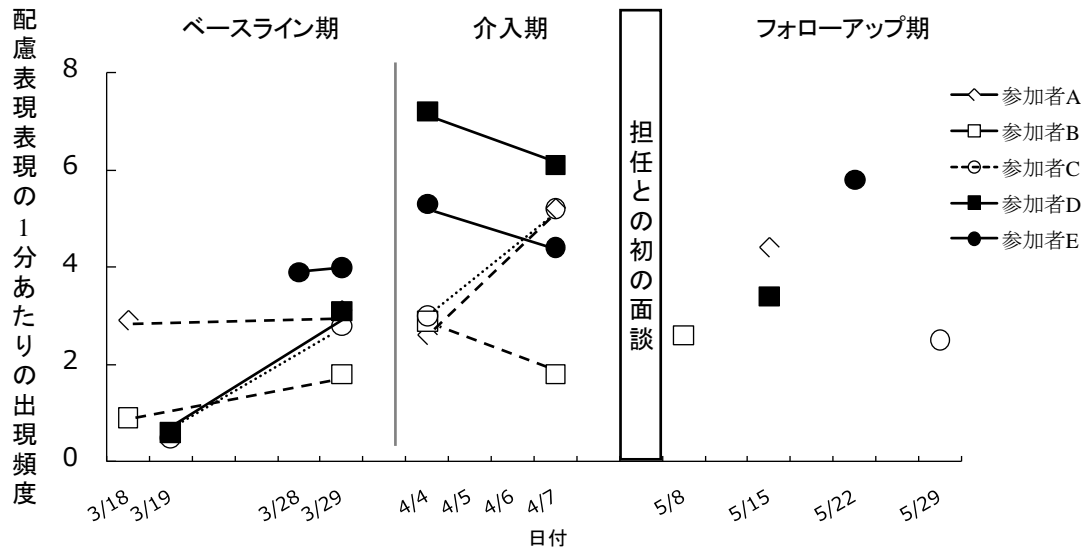 配慮表現表現の1分あたりの出現頻度
ベースライン期
介入期
フォローアップ期
8
6
4
2
0
担任との初の面談
参加者A
参加者B
参加者C
参加者D
参加者E
3/18
3/19
3/28
3/29
4/4
4/5
4/6
4/7
5/8
5/15
5/22
5/29
日付